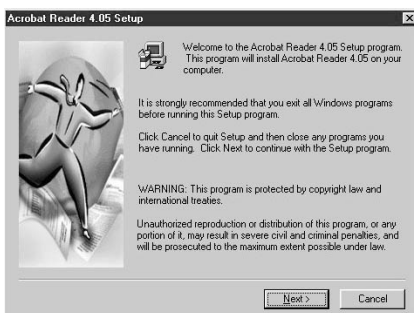 Acrobat Reader 4.05 Setup
Welcome to the Acrobat Reader 4.05 Setup program.
This program will install Acrobat Reader 4.05 on your
computer.
It is strongly recommended that you exit all Windows programs
before running this Setup program.
Click Cancel to quit Setup and then close any programs you
have running. Click Next to continue with the Setup program.
WARNING: This program is protected by copyright law and
international treaties.
Unauthorized reproduction or distribution of this program, or any
portion of it, may result in severe civil and criminal penalties, and
will be prosecuted to the maximum extent possible under law.
Next >
Cancel